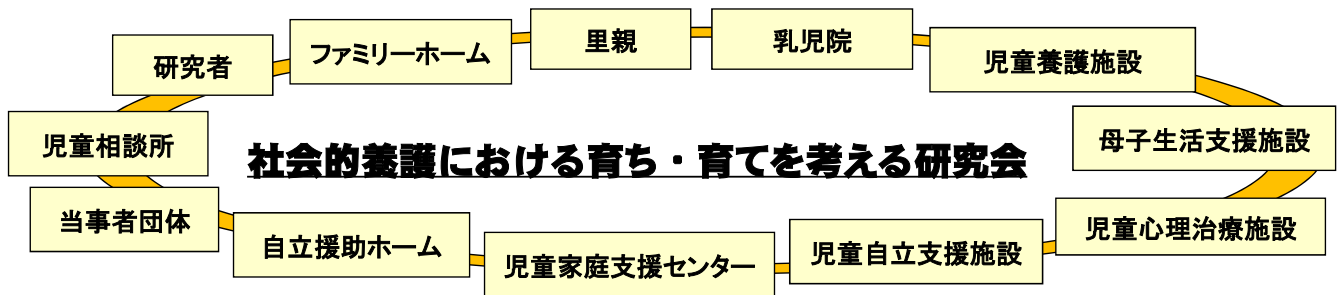 ファミリーホーム
里親
乳児院
研究者
児童養護施設
児童相談所
母子生活支援施設
社会的養護における育ち・育てを考える研究会
当事者団体
児童心理治療施設
自立援助ホーム
児童自立支援施設
児童家庭支援センター